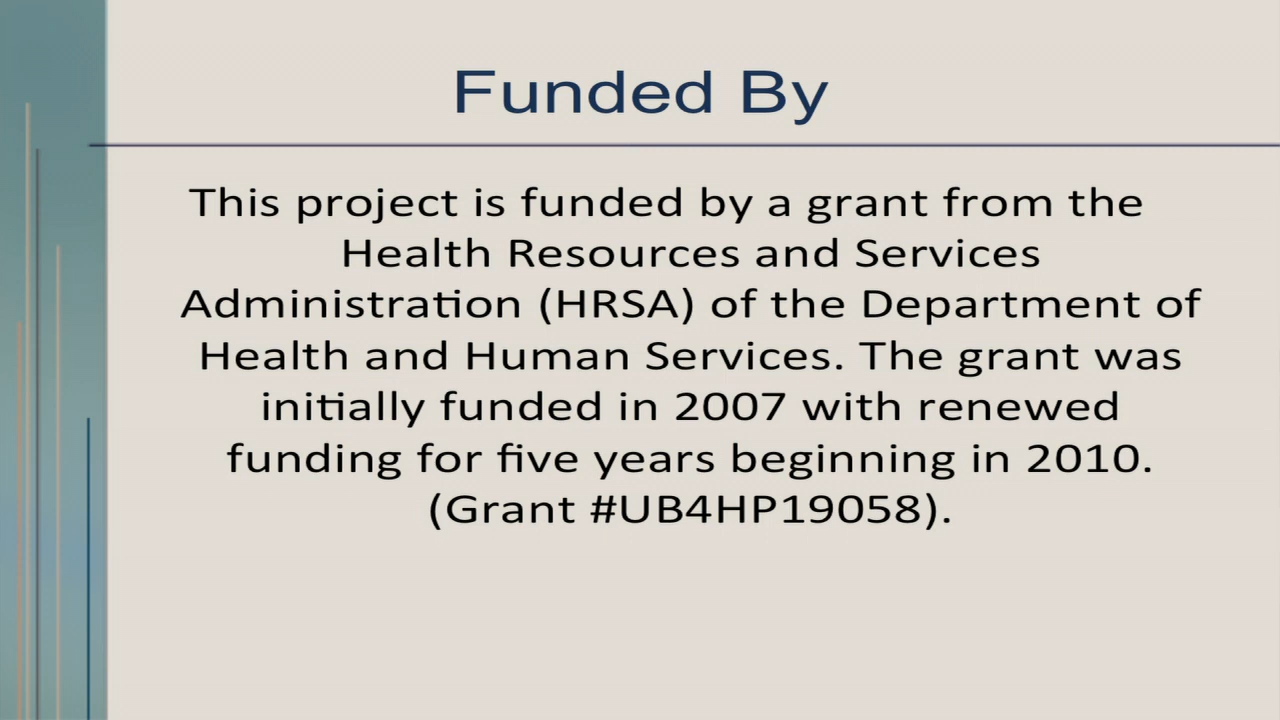 Funded By
This project is funded by a grant from the
Health Resources and Services
Administration (HRSA) of the Department of
Health and Human Services. The grant was
initially funded in 2007 with renewed
funding for five years beginning in 2010.
(Grant #UB4HP19058).